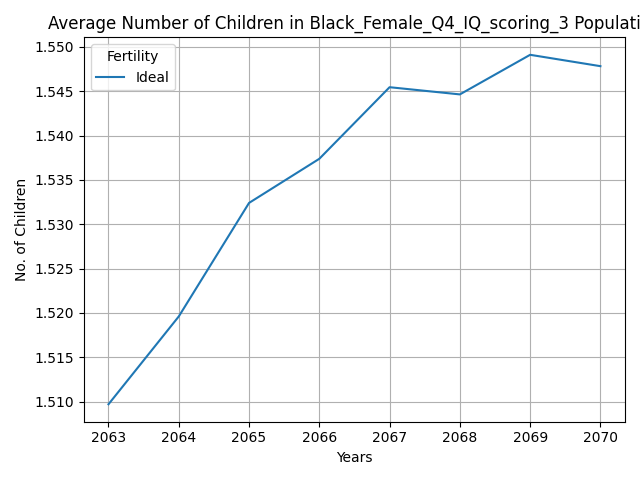 Average Number of Children in Black_Female_Q4_IQ_scoring_3 Populati
Fertility
Ideal
No. of Children
1.550
1.545
1.540
1.535
1.530
1.525
1.520
1.515
1.510
2063 2064 2065 2066 2067 2068 2069 2070
Years